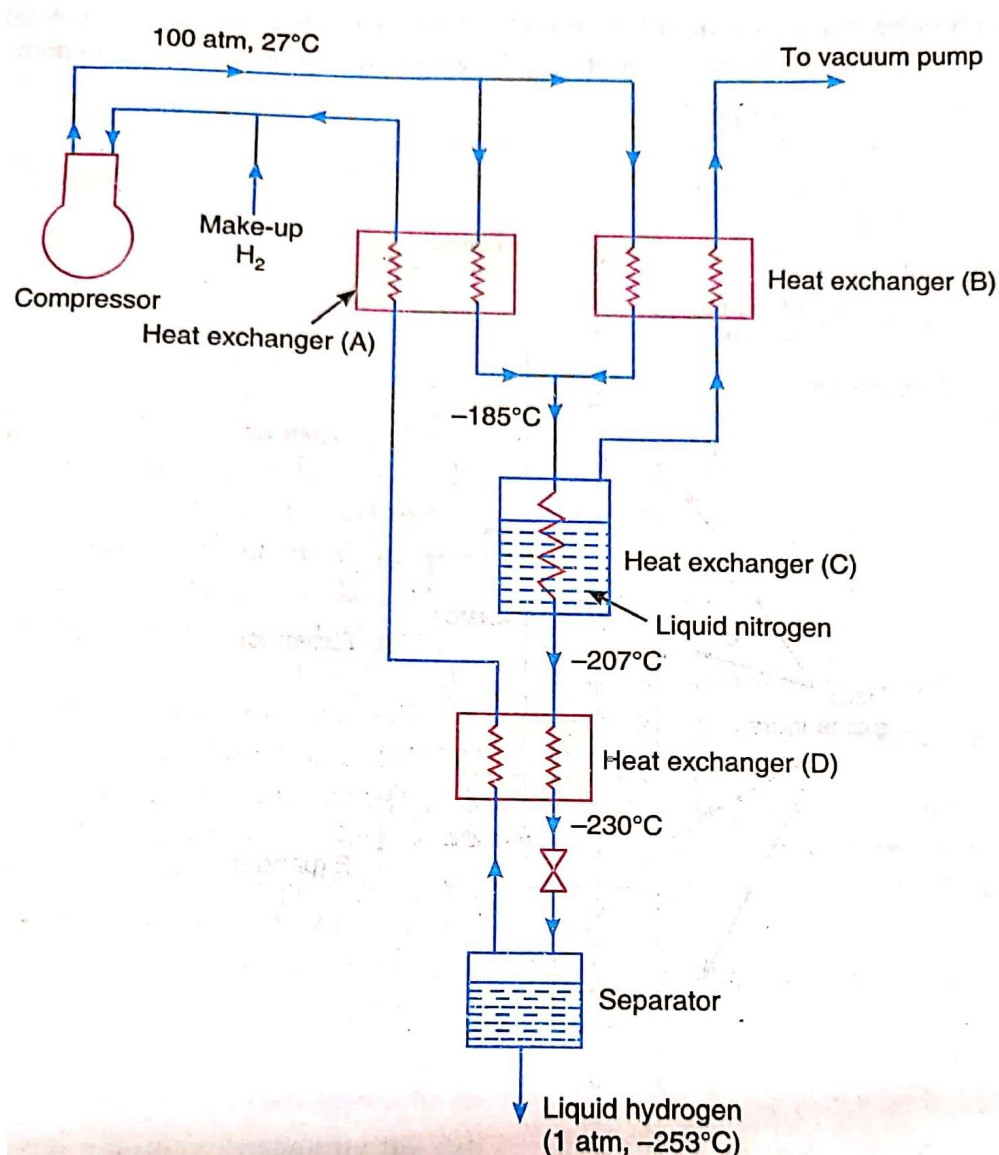 100 atm, 27°C
To vacuum pump
Make-up
H₂
Compressor
Heat exchanger (A)
Heat exchanger (B)
–185°C
Heat exchanger (C)
Liquid nitrogen
–207°C
Heat exchanger (D)
–230°C
Separator
Liquid hydrogen
(1 atm, –253°C)